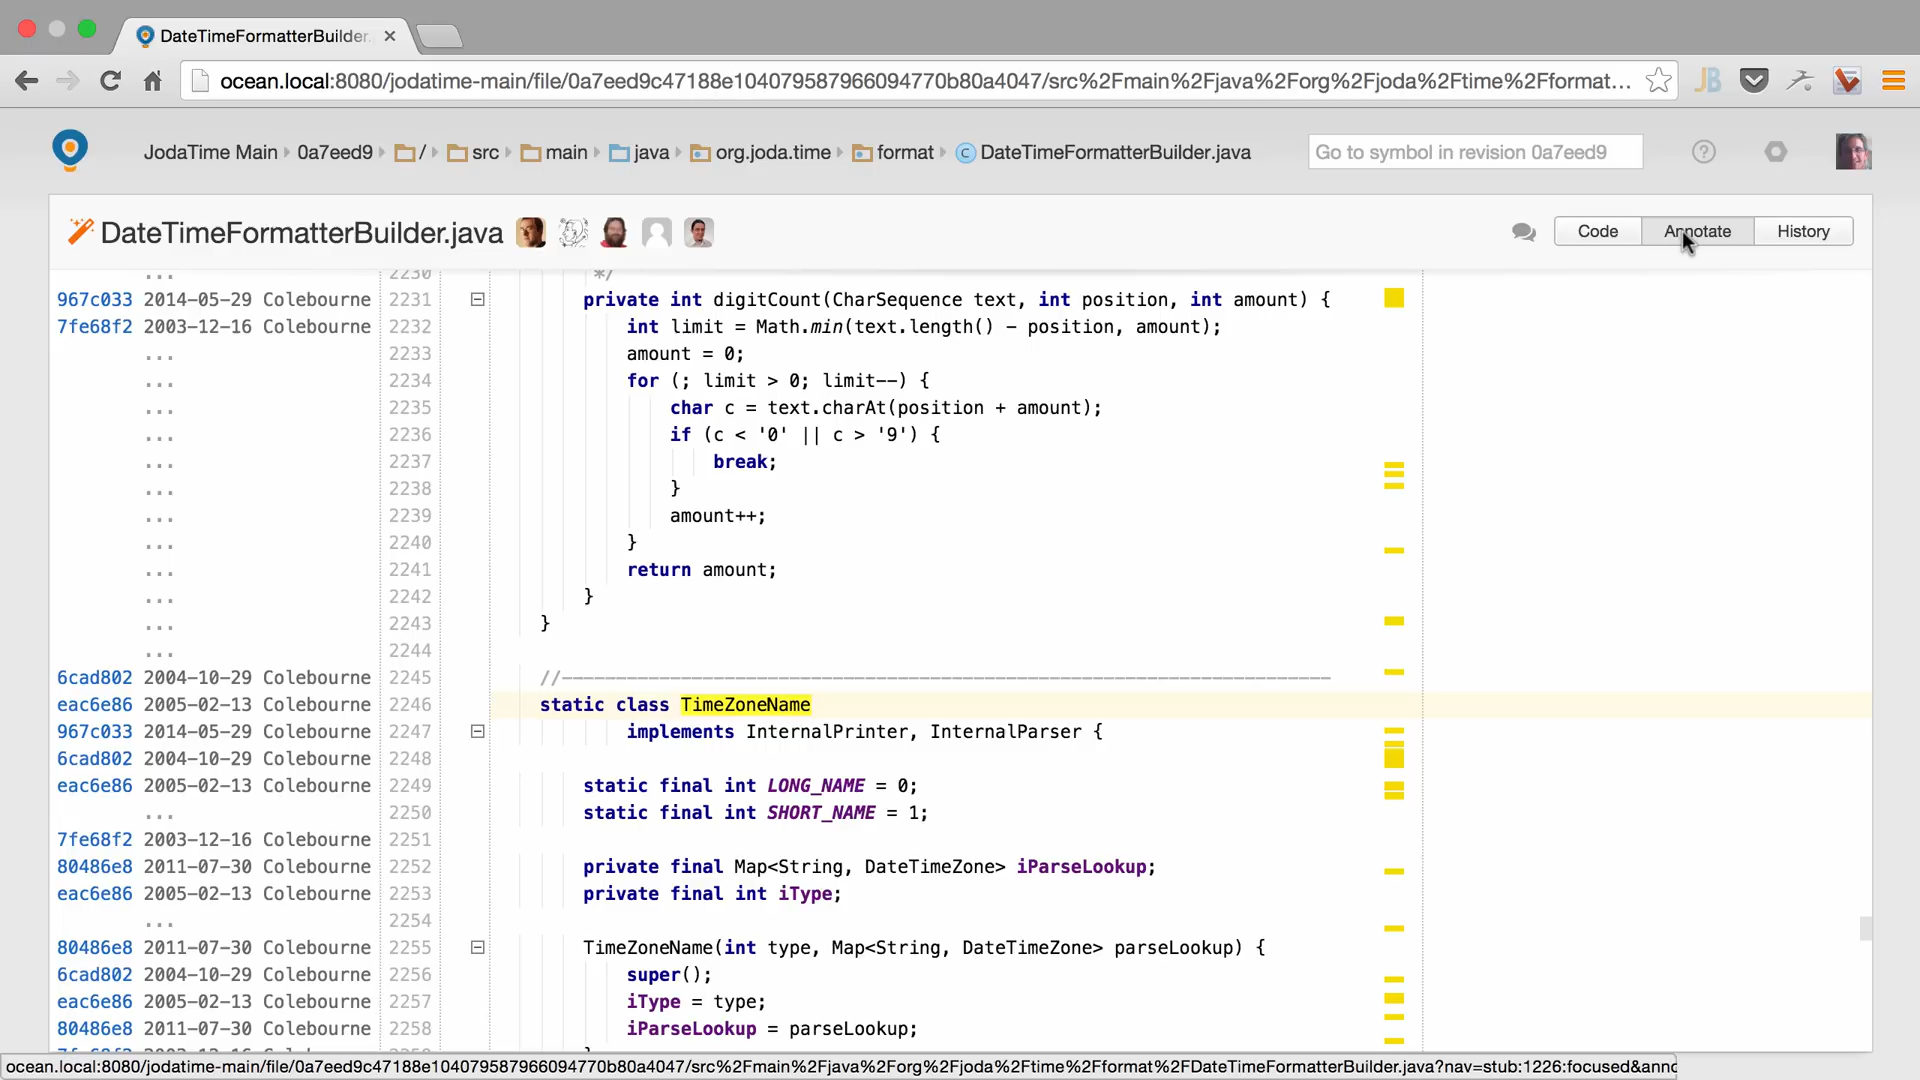 DateTimeFormatterBuilder.
ocean.local:8080/jodatime-main/file/0a7eed9c47188e104079587966094770b80a4047/src%2Fmain%2Fjava%2Forg%2Fjoda%2Ftime%2Fformat...
JB
JodaTime Main 0a7eed9 / src main java org.joda.time format C DateTimeFormatterBuilder.java Go to symbol in revision 0a7eed9 ?
DateTimeFormatterBuilder.java Code Annotate History
... 2230 */
967c033 2014-05-29 Colebourne 2231 private int digitCount(CharSequence text, int position, int amount) {
7fe68f2 2003-12-16 Colebourne 2232 int limit = Math.min(text.length() - position, amount);
... 2233 amount = 0;
... 2234 for (; limit > 0; limit--) {
... 2235 char c = text.charAt(position + amount);
... 2236 if (c < '0' || c > '9') {
... 2237 break;
... 2238 }
... 2239 amount++;
... 2240 }
... 2241 return amount;
... 2242 }
... 2243 }
... 2244
6cad802 2004-10-29 Colebourne 2245 //-----------------------------------------------------------------------
eac6e86 2005-02-13 Colebourne 2246 static class TimeZoneName
967c033 2014-05-29 Colebourne 2247 implements InternalPrinter, InternalParser {
6cad802 2004-10-29 Colebourne 2248
eac6e86 2005-02-13 Colebourne 2249 static final int LONG_NAME = 0;
... 2250 static final int SHORT_NAME = 1;
7fe68f2 2003-12-16 Colebourne 2251
80486e8 2011-07-30 Colebourne 2252 private final Map<String, DateTimeZone> iParseLookup;
eac6e86 2005-02-13 Colebourne 2253 private final int iType;
... 2254
80486e8 2011-07-30 Colebourne 2255 TimeZoneName(int type, Map<String, DateTimeZone> parseLookup) {
6cad802 2004-10-29 Colebourne 2256 super();
eac6e86 2005-02-13 Colebourne 2257 iType = type;
80486e8 2011-07-30 Colebourne 2258 iParseLookup = parseLookup;
ocean.local:8080/jodatime-main/file/0a7eed9c47188e104079587966094770b80a4047/src%2Fmain%2Fjava%2Forg%2Fjoda%2Ftime%2Fformat%2FDateTimeFormatterBuilder.java?nav=stub:1226:focused&annc